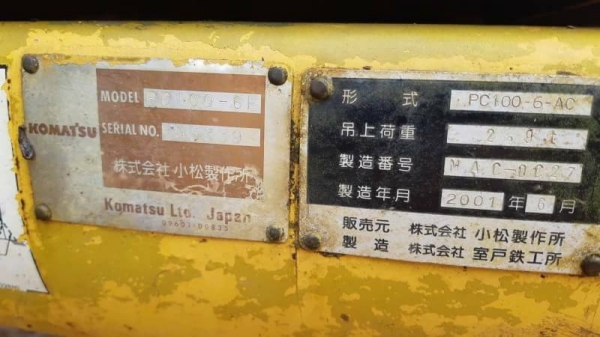 KOMATSU
MODEL
SERIAL NO.
株式会社 小松製作所
Komatsu Ltd. Japan
形 式 PC100-6-AC
吊上荷重
製造番号
製造年月 2001 年 6 月
販売元 株式会社 小松製作所
製造 株式会社 室戸鉄工所